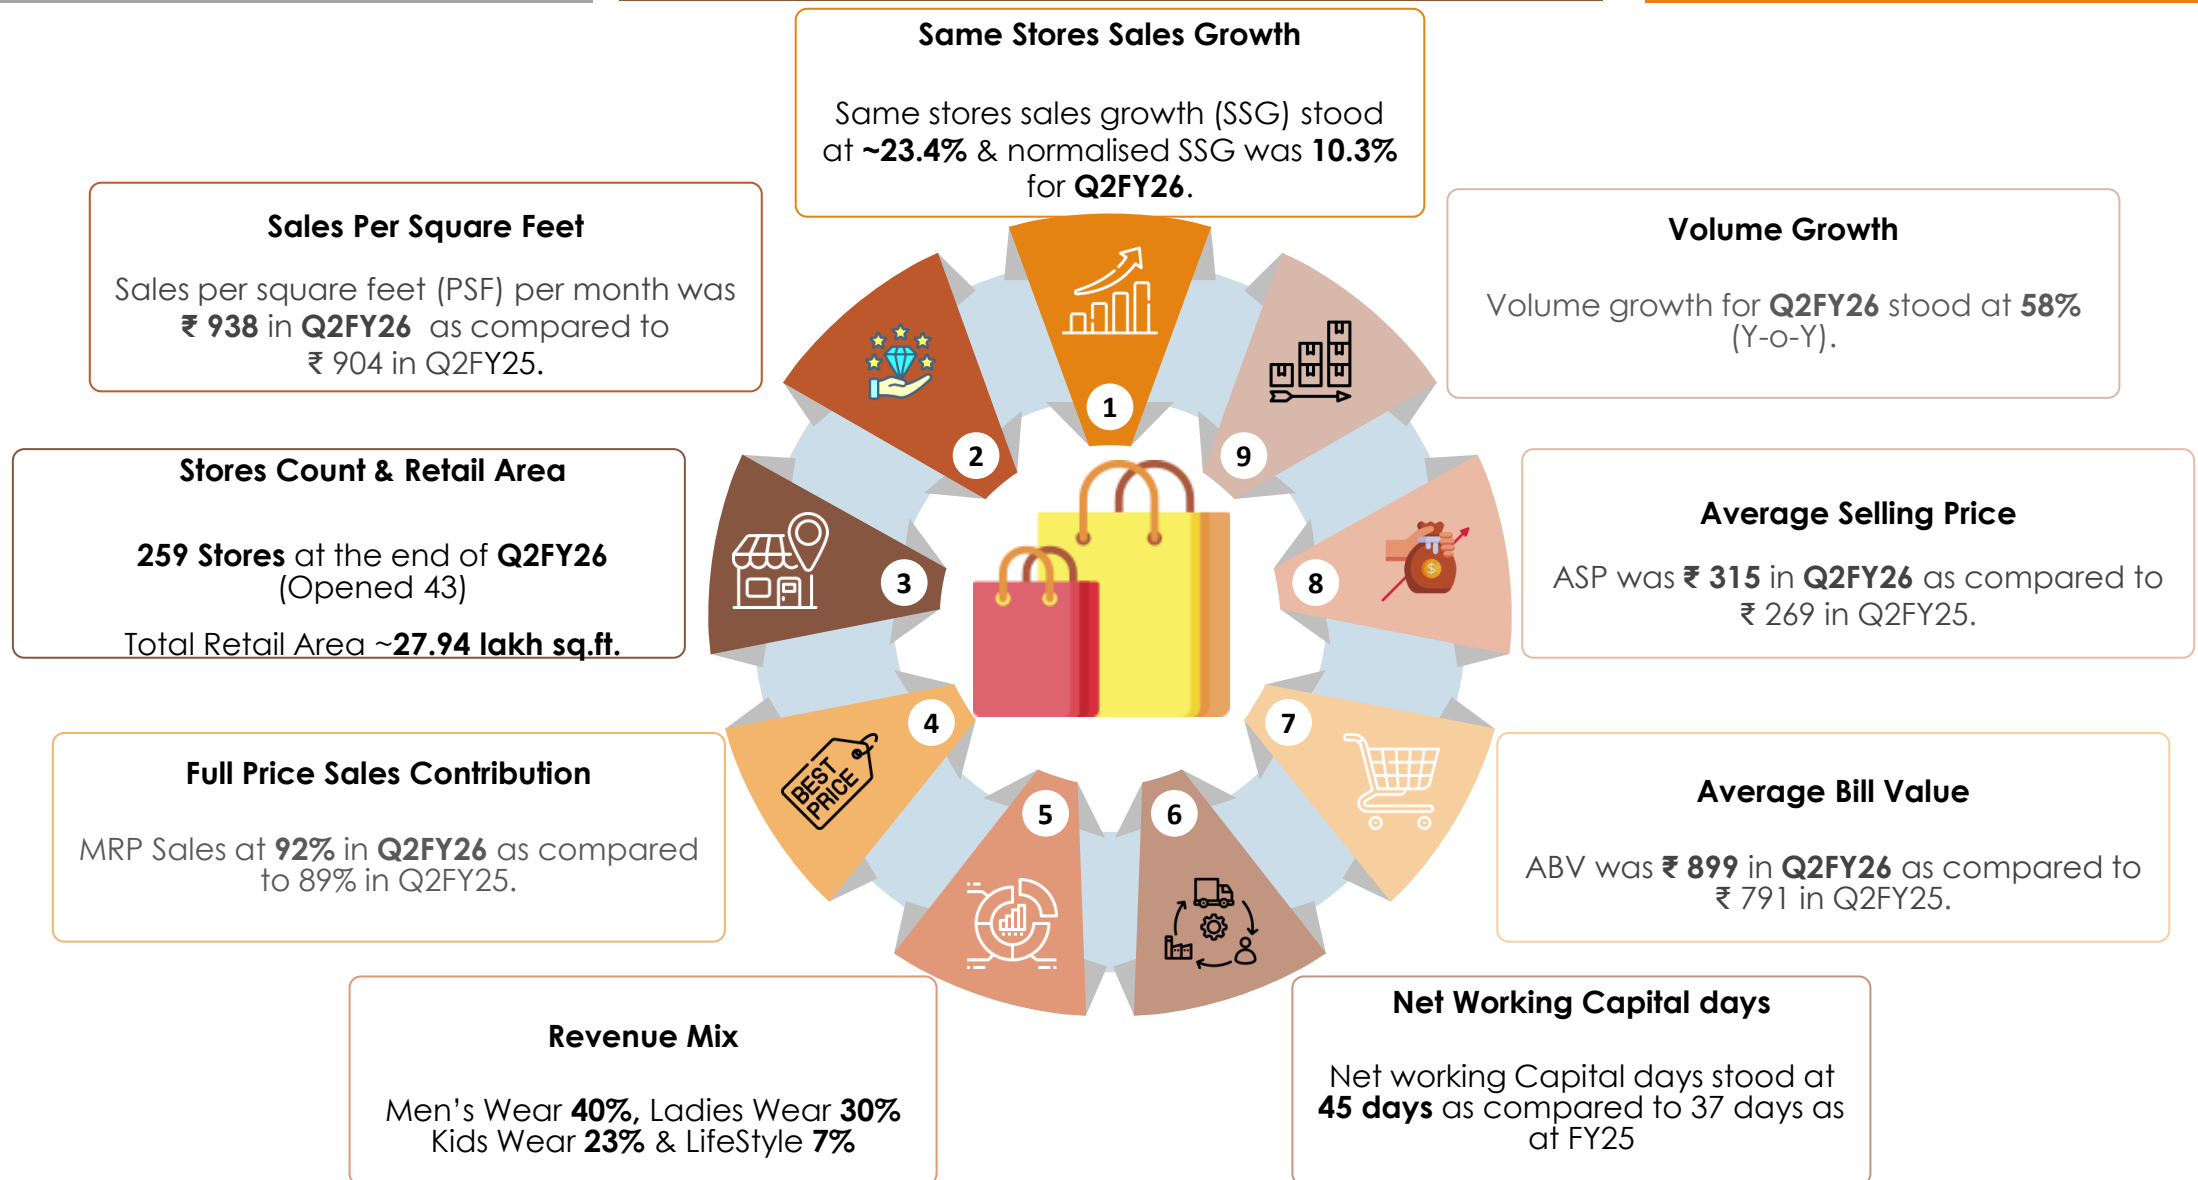 Same Stores Sales Growth
Same stores sales growth (SSG) stood
at ~23.4% & normalised SSG was 10.3%
for Q2FY26.
Sales Per Square Feet
Sales per square feet (PSF) per month was
₹ 938 in Q2FY26 as compared to
₹ 904 in Q2FY25.
Stores Count & Retail Area
259 Stores at the end of Q2FY26
(Opened 43)
Total Retail Area ~27.94 lakh sq.ft.
Full Price Sales Contribution
MRP Sales at 92% in Q2FY26 as compared
to 89% in Q2FY25.
Revenue Mix
Men’s Wear 40%, Ladies Wear 30%
Kids Wear 23% & LifeStyle 7%
Net Working Capital days
Net working Capital days stood at
45 days as compared to 37 days as
at FY25
Average Bill Value
ABV was ₹ 899 in Q2FY26 as compared to
₹ 791 in Q2FY25.
Average Selling Price
ASP was ₹ 315 in Q2FY26 as compared to
₹ 269 in Q2FY25.
Volume Growth
Volume growth for Q2FY26 stood at 58%
(Y-o-Y).
1
2
3
4
BEST
PRICE
5
6
7
8
$
9